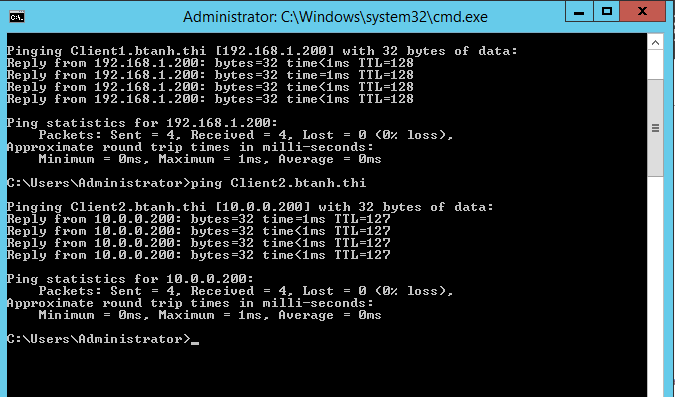 Administrator: C:\Windows\system32\cmd.exe
Pinging Client1.btanh.thi [192.168.1.200] with 32 bytes of data:
Reply from 192.168.1.200: bytes=32 time<1ms TTL=128
Reply from 192.168.1.200: bytes=32 time=1ms TTL=128
Reply from 192.168.1.200: bytes=32 time<1ms TTL=128
Reply from 192.168.1.200: bytes=32 time<1ms TTL=128
Ping statistics for 192.168.1.200:
    Packets: Sent = 4, Received = 4, Lost = 0 (0% loss),
Approximate round trip times in milli-seconds:
    Minimum = 0ms, Maximum = 1ms, Average = 0ms
C:\Users\Administrator>ping Client2.btanh.thi
Pinging Client2.btanh.thi [10.0.0.200] with 32 bytes of data:
Reply from 10.0.0.200: bytes=32 time=1ms TTL=127
Reply from 10.0.0.200: bytes=32 time<1ms TTL=127
Reply from 10.0.0.200: bytes=32 time<1ms TTL=127
Reply from 10.0.0.200: bytes=32 time<1ms TTL=127
Ping statistics for 10.0.0.200:
    Packets: Sent = 4, Received = 4, Lost = 0 (0% loss),
Approximate round trip times in milli-seconds:
    Minimum = 0ms, Maximum = 1ms, Average = 0ms
C:\Users\Administrator>_